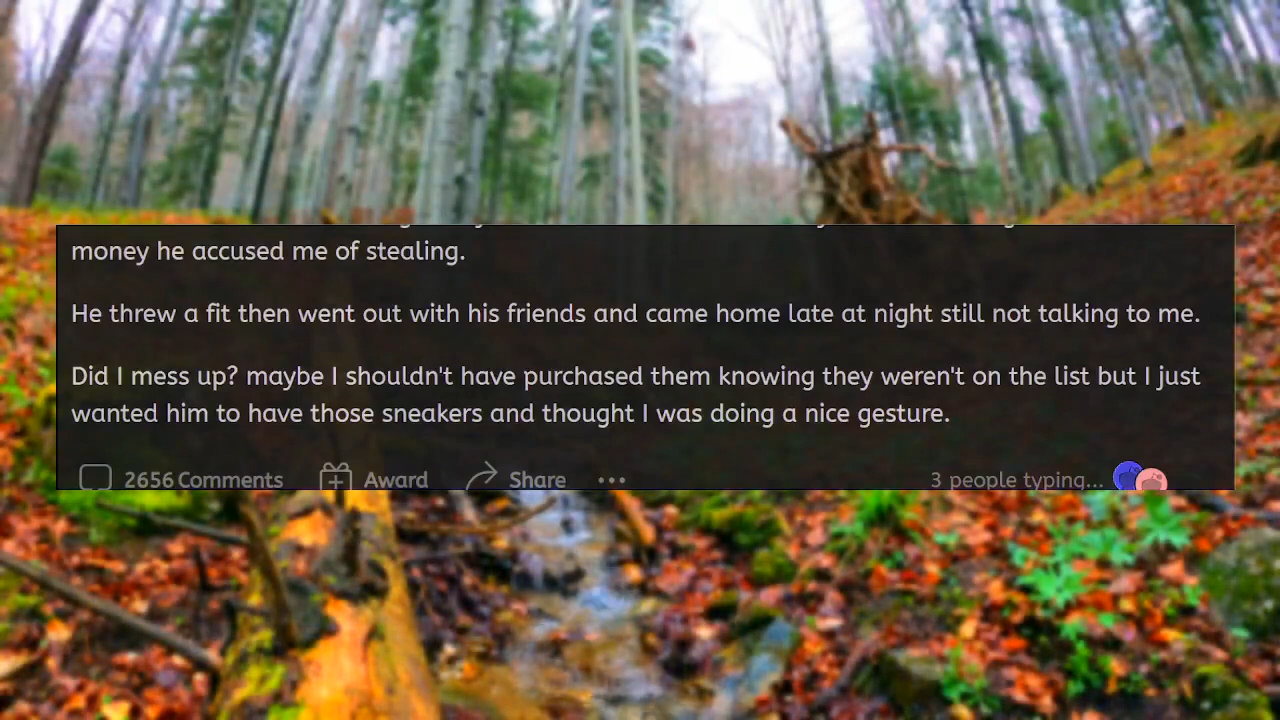 money he accused me of stealing.
He threw a fit then went out with his friends and came home late at night still not talking to me.
Did I mess up? maybe I shouldn't have purchased them knowing they weren't on the list but I just
wanted him to have those sneakers and thought I was doing a nice gesture.
2656 Comments Award Share ••• 3 people typing...